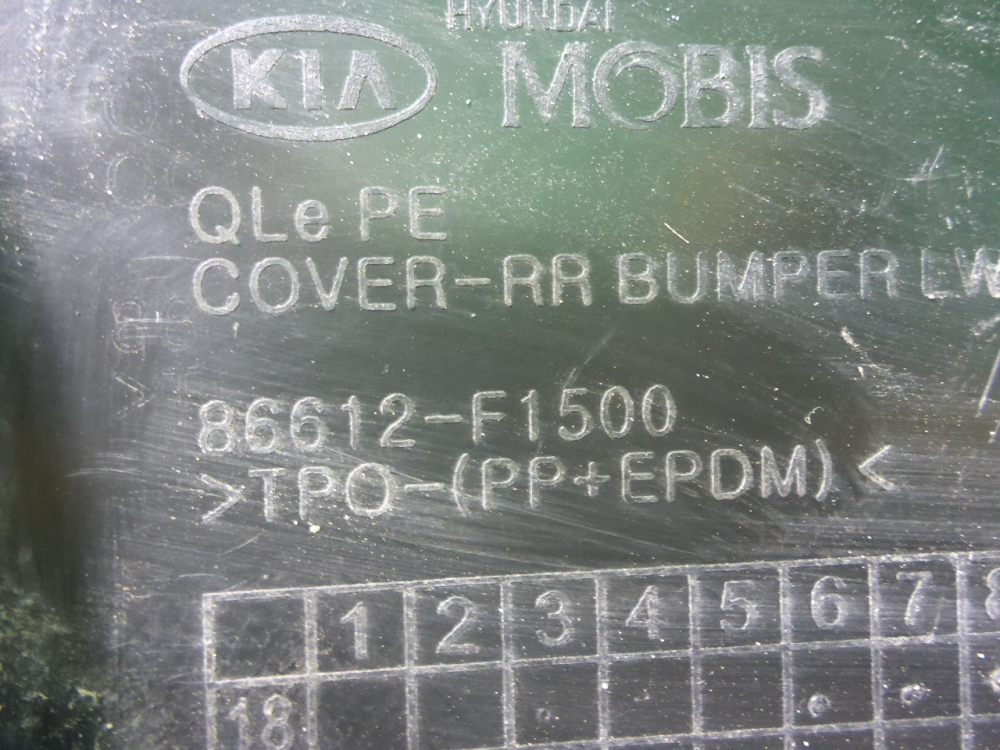 HYUNDAI
KIA MOBIS
QLe PE
COVER-RR BUMPER LW
86612-F1500
>TPO-(PP+EPDM)<
1 2 3 4 5 6 7 8
18